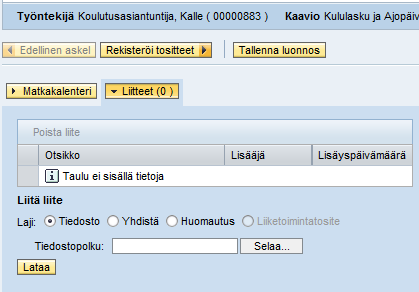 Työntekijä Koulutusasiantuntija, Kalle ( 00000883 ) Kaavio Kululasku ja Ajopäiv
Edellinen askel Rekisteröi tositteet Tallenna luonnos
Matkakalenteri Liitteet (0 )
Poista liite
Otsikko Lisääjä Lisäyspäivämäärä
Taulu ei sisällä tietoja
Liitä liite
Laji: Tiedosto Yhdistä Huomautus Liiketoimintatosite
Tiedostopolku: Selaa...
Lataa